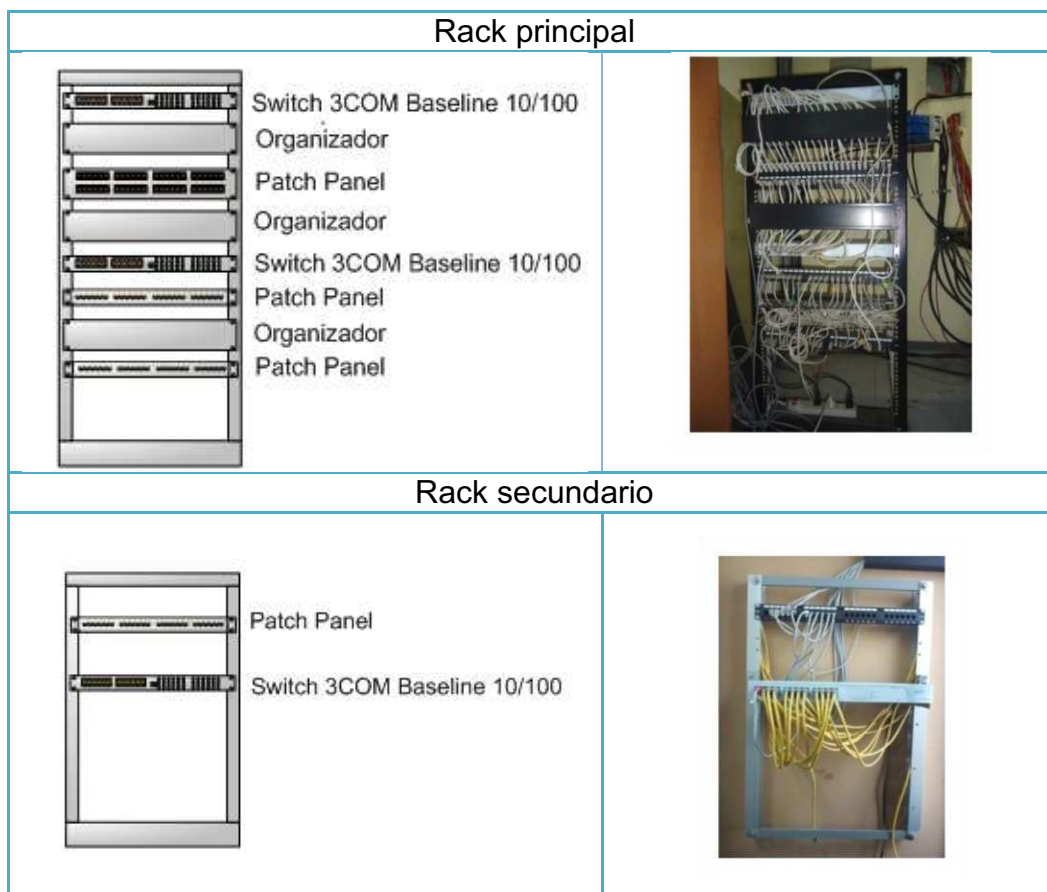 Rack principal
Switch 3COM Baseline 10/100
Organizador
Patch Panel
Organizador
Switch 3COM Baseline 10/100
Patch Panel
Organizador
Patch Panel
Rack secundario
Patch Panel
Switch 3COM Baseline 10/100